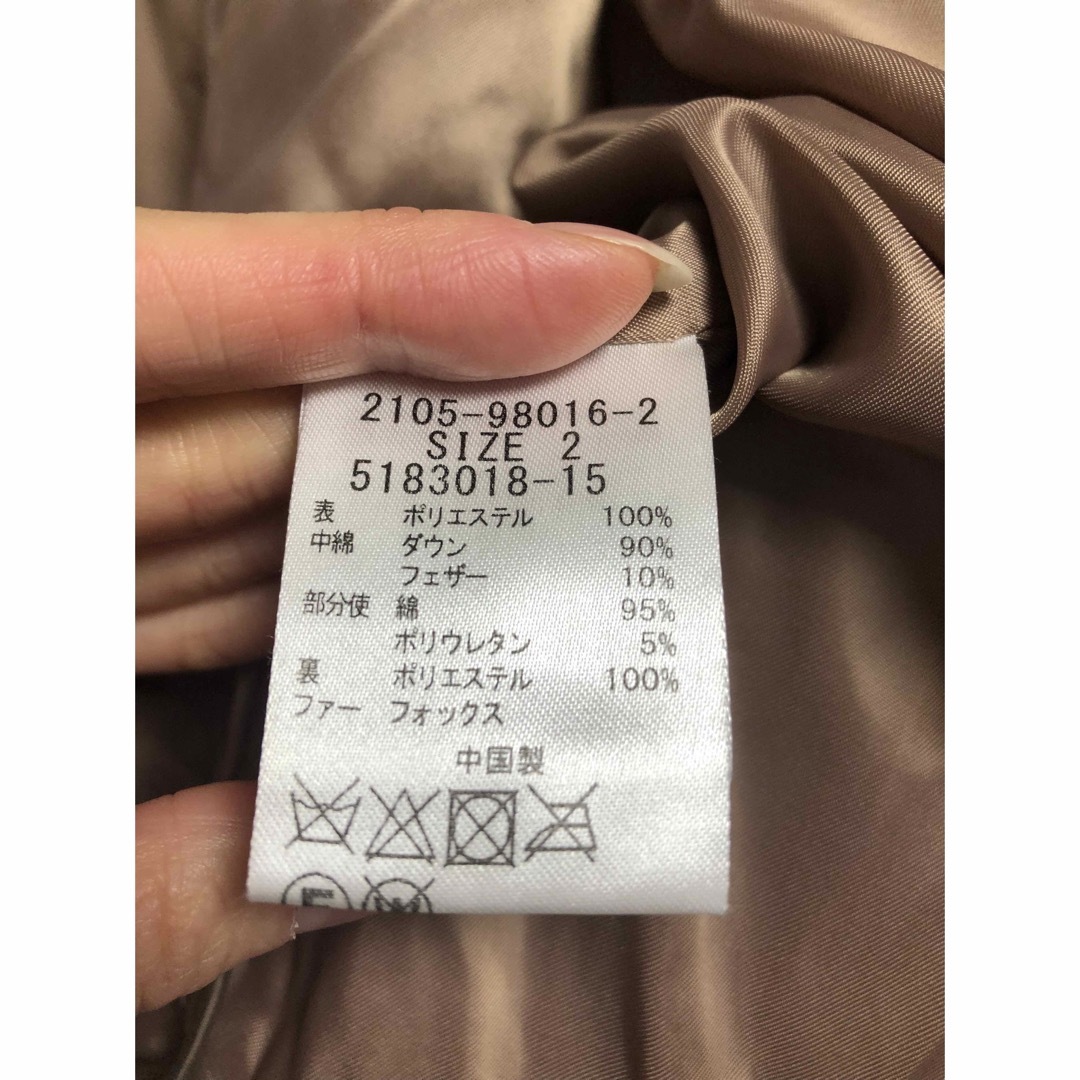 2105-98016-2
SIZE 2
5183018-15
表 ポリエステル 100%
中綿 ダウン 90%
フェザー 10%
部分使 綿 95%
ポリウレタン 5%
裏 ポリエステル 100%
ファー フォックス
中国製